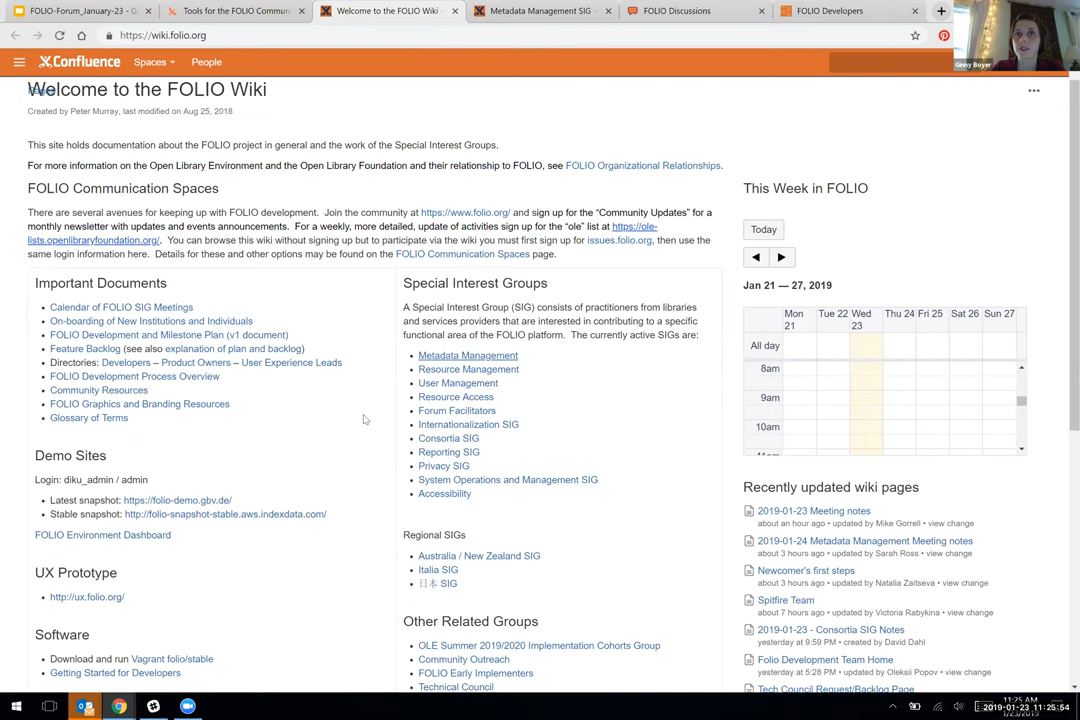 FOLIO-Forum_January-23 - G
Tools for the FOLIO Communi
Welcome to the FOLIO Wiki
Metadata Management SIG -
FOLIO Discussions
FOLIO Developers
https://wiki.folio.org
Ginny Boyer
Confluence Spaces People
Pages
Welcome to the FOLIO Wiki
Created by Peter Murray, last modified on Aug 25, 2018
This site holds documentation about the FOLIO project in general and the work of the Special Interest Groups.
For more information on the Open Library Environment and the Open Library Foundation and their relationship to FOLIO, see FOLIO Organizational Relationships.
FOLIO Communication Spaces
There are several avenues for keeping up with FOLIO development. Join the community at https://www.folio.org/ and sign up for the "Community Updates" for a
monthly newsletter with updates and events announcements. For a weekly, more detailed, update of activities sign up for the "ole" list at https://ole-
lists.openlibraryfoundation.org/. You can browse this wiki without signing up but to participate via the wiki you must first sign up for issues.folio.org, then use the
same login information here. Details for these and other options may be found on the FOLIO Communication Spaces page.
Important Documents
• Calendar of FOLIO SIG Meetings
• On-boarding of New Institutions and Individuals
• FOLIO Development and Milestone Plan (v1 document)
• Feature Backlog (see also explanation of plan and backlog)
• Directories: Developers – Product Owners – User Experience Leads
• FOLIO Development Process Overview
• Community Resources
• FOLIO Graphics and Branding Resources
• Glossary of Terms
Demo Sites
Login: diku_admin / admin
• Latest snapshot: https://folio-demo.gbv.de/
• Stable snapshot: http://folio-snapshot-stable.aws.indexdata.com/
FOLIO Environment Dashboard
UX Prototype
• http://ux.folio.org/
Software
• Download and run Vagrant folio/stable
• Getting Started for Developers
Special Interest Groups
A Special Interest Group (SIG) consists of practitioners from libraries
and services providers that are interested in contributing to a specific
functional area of the FOLIO platform. The currently active SIGs are:
• Metadata Management
• Resource Management
• User Management
• Resource Access
• Forum Facilitators
• Internationalization SIG
• Consortia SIG
• Reporting SIG
• Privacy SIG
• System Operations and Management SIG
• Accessibility
Regional SIGs
• Australia / New Zealand SIG
• Italia SIG
• 日本 SIG
Other Related Groups
• OLE Summer 2019/2020 Implementation Cohorts Group
• Community Outreach
• FOLIO Early Implementers
• Technical Council
This Week in FOLIO
Today
Jan 21 — 27, 2019
Mon 21 Tue 22 Wed 23 Thu 24 Fri 25 Sat 26 Sun 27
All day
8am
9am
10am
Recently updated wiki pages
2019-01-23 Meeting notes
about an hour ago • updated by Mike Gorrell • view change
2019-01-24 Metadata Management Meeting notes
about 3 hours ago • updated by Sarah Ross • view change
Newcomer's first steps
about 3 hours ago • updated by Natalia Zaitseva • view change
Spitfire Team
about 7 hours ago • updated by Victoria Rabykina • view change
2019-01-23 - Consortia SIG Notes
yesterday at 9:59 PM • created by David Dahl
Folio Development Team Home
yesterday at 5:28 PM • updated by Oleksii Popov • view change
Tech Council Request/Backlog Page
11:25 AM
2019-01-23 11:25:54